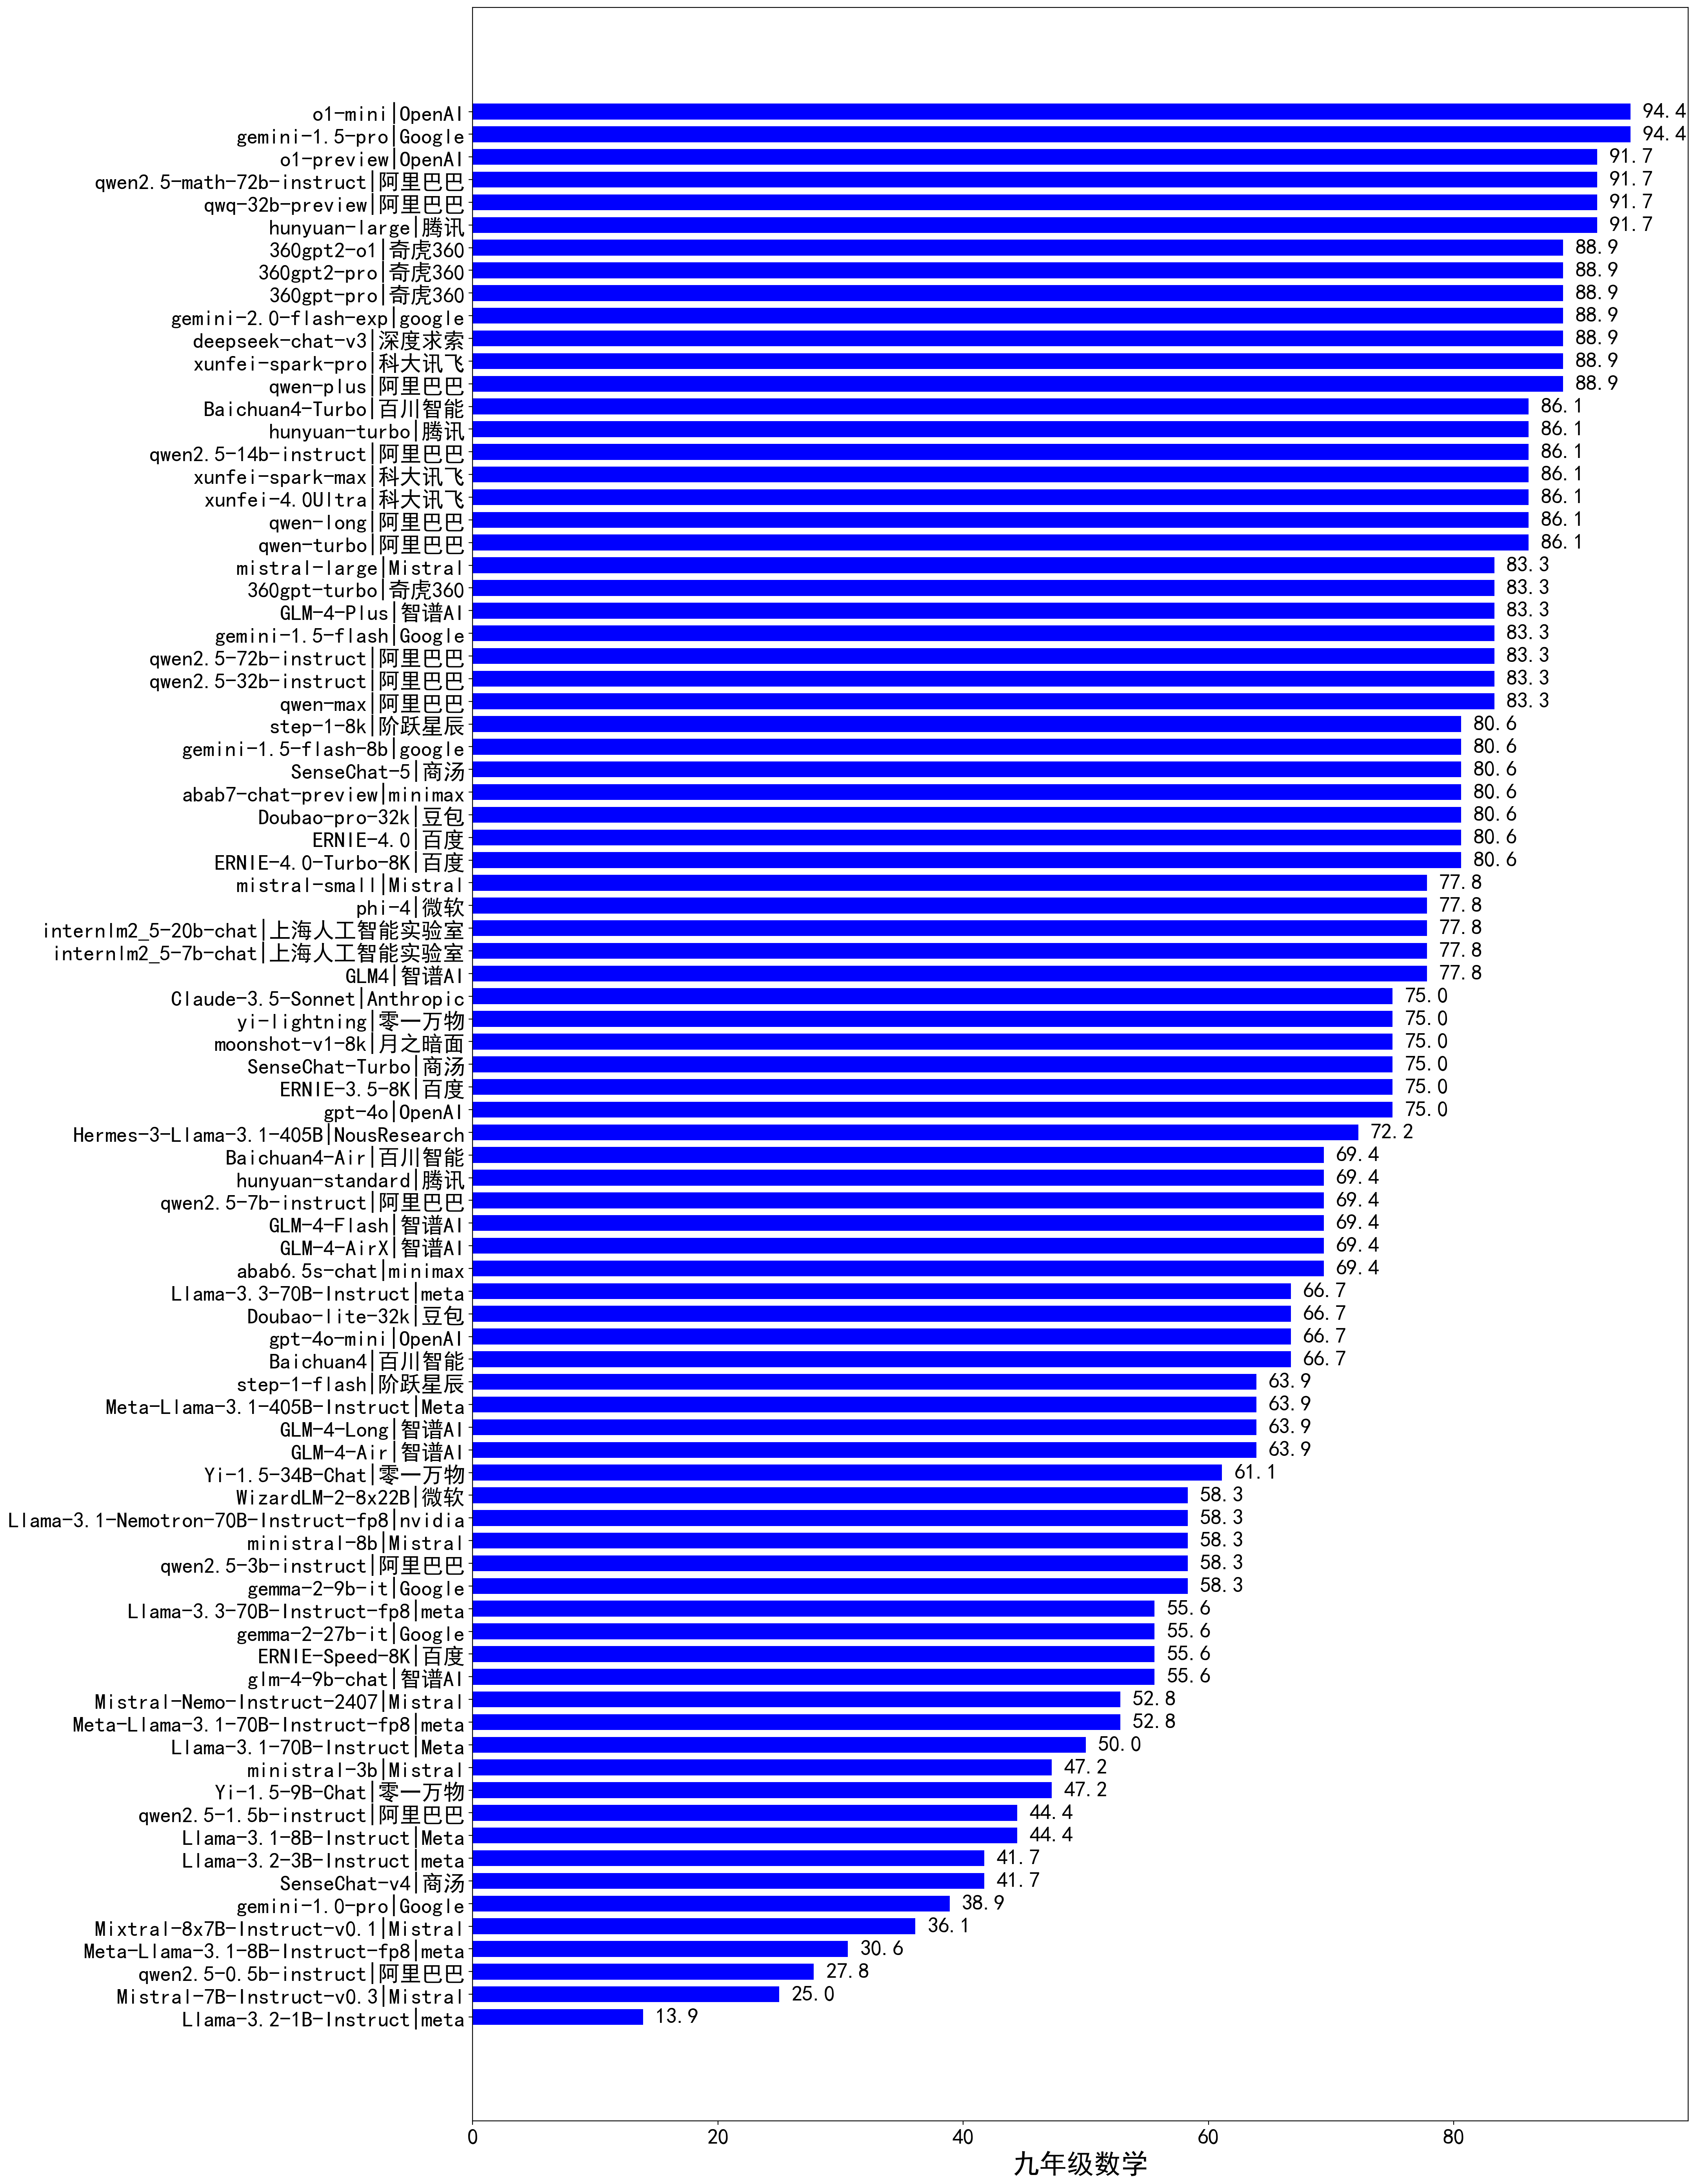 o1-mini|OpenAI 94.4
gemini-1.5-pro|Google 94.4
o1-preview|OpenAI 91.7
qwen2.5-math-72b-instruct|阿里巴巴 91.7
qwq-32b-preview|阿里巴巴 91.7
hunyuan-large|腾讯 91.7
360gpt2-o1|奇虎360 88.9
360gpt2-pro|奇虎360 88.9
360gpt-pro|奇虎360 88.9
gemini-2.0-flash-exp|google 88.9
deepseek-chat-v3|深度求索 88.9
xunfei-spark-pro|科大讯飞 88.9
qwen-plus|阿里巴巴 88.9
Baichuan4-Turbo|百川智能 86.1
hunyuan-turbo|腾讯 86.1
qwen2.5-14b-instruct|阿里巴巴 86.1
xunfei-spark-max|科大讯飞 86.1
xunfei-4.0Ultra|科大讯飞 86.1
qwen-long|阿里巴巴 86.1
qwen-turbo|阿里巴巴 86.1
mistral-large|Mistral 83.3
360gpt-turbo|奇虎360 83.3
GLM-4-Plus|智谱AI 83.3
gemini-1.5-flash|Google 83.3
qwen2.5-72b-instruct|阿里巴巴 83.3
qwen2.5-32b-instruct|阿里巴巴 83.3
qwen-max|阿里巴巴 83.3
step-1-8k|阶跃星辰 80.6
gemini-1.5-flash-8b|google 80.6
SenseChat-5|商汤 80.6
abab7-chat-preview|minimax 80.6
Doubao-pro-32k|豆包 80.6
ERNIE-4.0|百度 80.6
ERNIE-4.0-Turbo-8K|百度 80.6
mistral-small|Mistral 77.8
phi-4|微软 77.8
internlm2_5-20b-chat|上海人工智能实验室 77.8
internlm2_5-7b-chat|上海人工智能实验室 77.8
GLM4|智谱AI 77.8
Claude-3.5-Sonnet|Anthropic 75.0
yi-lightning|零一万物 75.0
moonshot-v1-8k|月之暗面 75.0
SenseChat-Turbo|商汤 75.0
ERNIE-3.5-8K|百度 75.0
gpt-4o|OpenAI 75.0
Hermes-3-Llama-3.1-405B|NousResearch 72.2
Baichuan4-Air|百川智能 69.4
hunyuan-standard|腾讯 69.4
qwen2.5-7b-instruct|阿里巴巴 69.4
GLM-4-Flash|智谱AI 69.4
GLM-4-AirX|智谱AI 69.4
abab6.5s-chat|minimax 69.4
Llama-3.3-70B-Instruct|meta 66.7
Doubao-lite-32k|豆包 66.7
gpt-4o-mini|OpenAI 66.7
Baichuan4|百川智能 66.7
step-1-flash|阶跃星辰 63.9
Meta-Llama-3.1-405B-Instruct|Meta 63.9
GLM-4-Long|智谱AI 63.9
GLM-4-Air|智谱AI 63.9
Yi-1.5-34B-Chat|零一万物 61.1
WizardLM-2-8x22B|微软 58.3
Llama-3.1-Nemotron-70B-Instruct-fp8|nvidia 58.3
ministral-8b|Mistral 58.3
qwen2.5-3b-instruct|阿里巴巴 58.3
gemma-2-9b-it|Google 58.3
Llama-3.3-70B-Instruct-fp8|meta 55.6
gemma-2-27b-it|Google 55.6
ERNIE-Speed-8K|百度 55.6
glm-4-9b-chat|智谱AI 55.6
Mistral-Nemo-Instruct-2407|Mistral 52.8
Meta-Llama-3.1-70B-Instruct-fp8|meta 52.8
Llama-3.1-70B-Instruct|Meta 50.0
ministral-3b|Mistral 47.2
Yi-1.5-9B-Chat|零一万物 47.2
qwen2.5-1.5b-instruct|阿里巴巴 44.4
Llama-3.1-8B-Instruct|Meta 44.4
Llama-3.2-3B-Instruct|meta 41.7
SenseChat-v4|商汤 41.7
gemini-1.0-pro|Google 38.9
Mixtral-8x7B-Instruct-v0.1|Mistral 36.1
Meta-Llama-3.1-8B-Instruct-fp8|meta 30.6
qwen2.5-0.5b-instruct|阿里巴巴 27.8
Mistral-7B-Instruct-v0.3|Mistral 25.0
Llama-3.2-1B-Instruct|meta 13.9
0 20 40 60 80
九年级数学